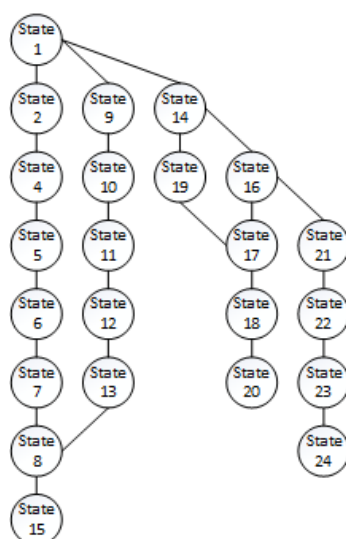 State
1
State
2
State
9
State
14
State
4
State
10
State
19
State
16
State
5
State
11
State
17
State
21
State
6
State
12
State
18
State
22
State
7
State
13
State
20
State
23
State
8
State
24
State
15